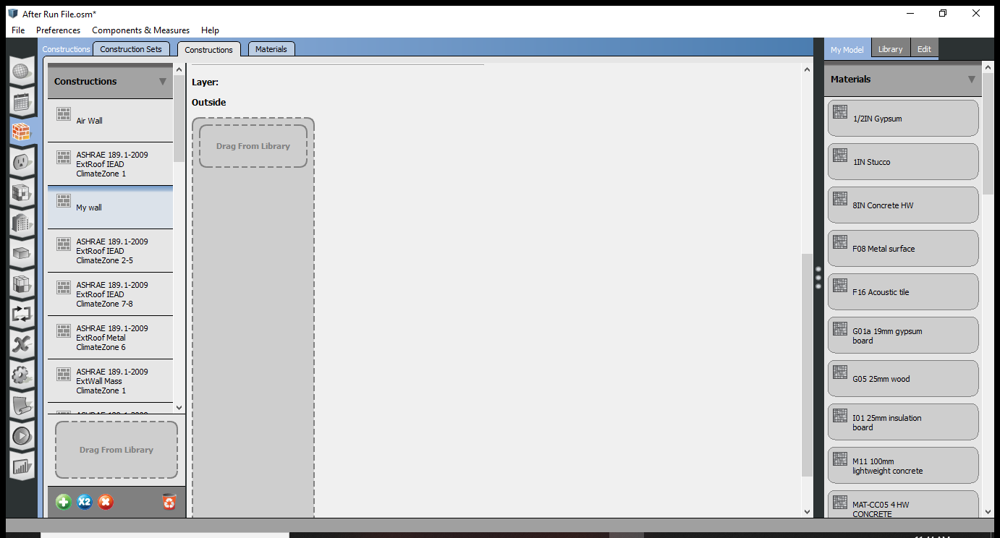 After Run File.osm*
File Preferences Components & Measures Help
Constructions Construction Sets Constructions Materials
My Model Library Edit
Constructions
Air Wall
ASHRAE 189.1-2009
ExtRoof IEAD
ClimateZone 1
My wall
ASHRAE 189.1-2009
ExtRoof IEAD
ClimateZone 2-5
ASHRAE 189.1-2009
ExtRoof IEAD
ClimateZone 7-8
ASHRAE 189.1-2009
ExtRoof Metal
ClimateZone 6
ASHRAE 189.1-2009
ExtWall Mass
ClimateZone 1
Drag From Library
X2
Layer:
Outside
Drag From Library
Materials
1/2IN Gypsum
1IN Stucco
8IN Concrete HW
F08 Metal surface
F16 Acoustic tile
G01a 19mm gypsum
board
G05 25mm wood
I01 25mm insulation
board
M11 100mm
lightweight concrete
MAT-CC05 4 HW
CONCRETE